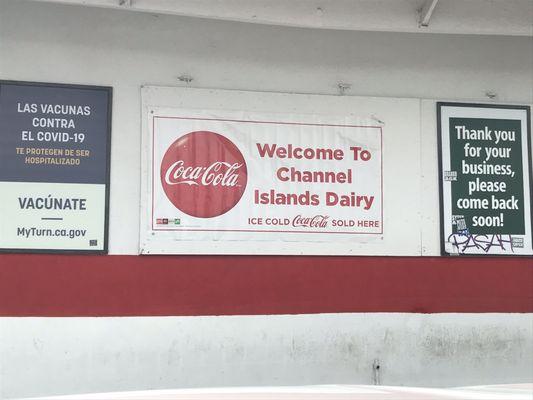 LAS VACUNAS
CONTRA
EL COVID-19
TE PROTEGEN DE SER
HOSPITALIZADO
VACÚNATE
MyTurn.ca.gov
Coca-Cola
Welcome To
Channel
Islands Dairy
ICE COLD Coca-Cola SOLD HERE
Thank you
for your
business,
please
come back
soon!